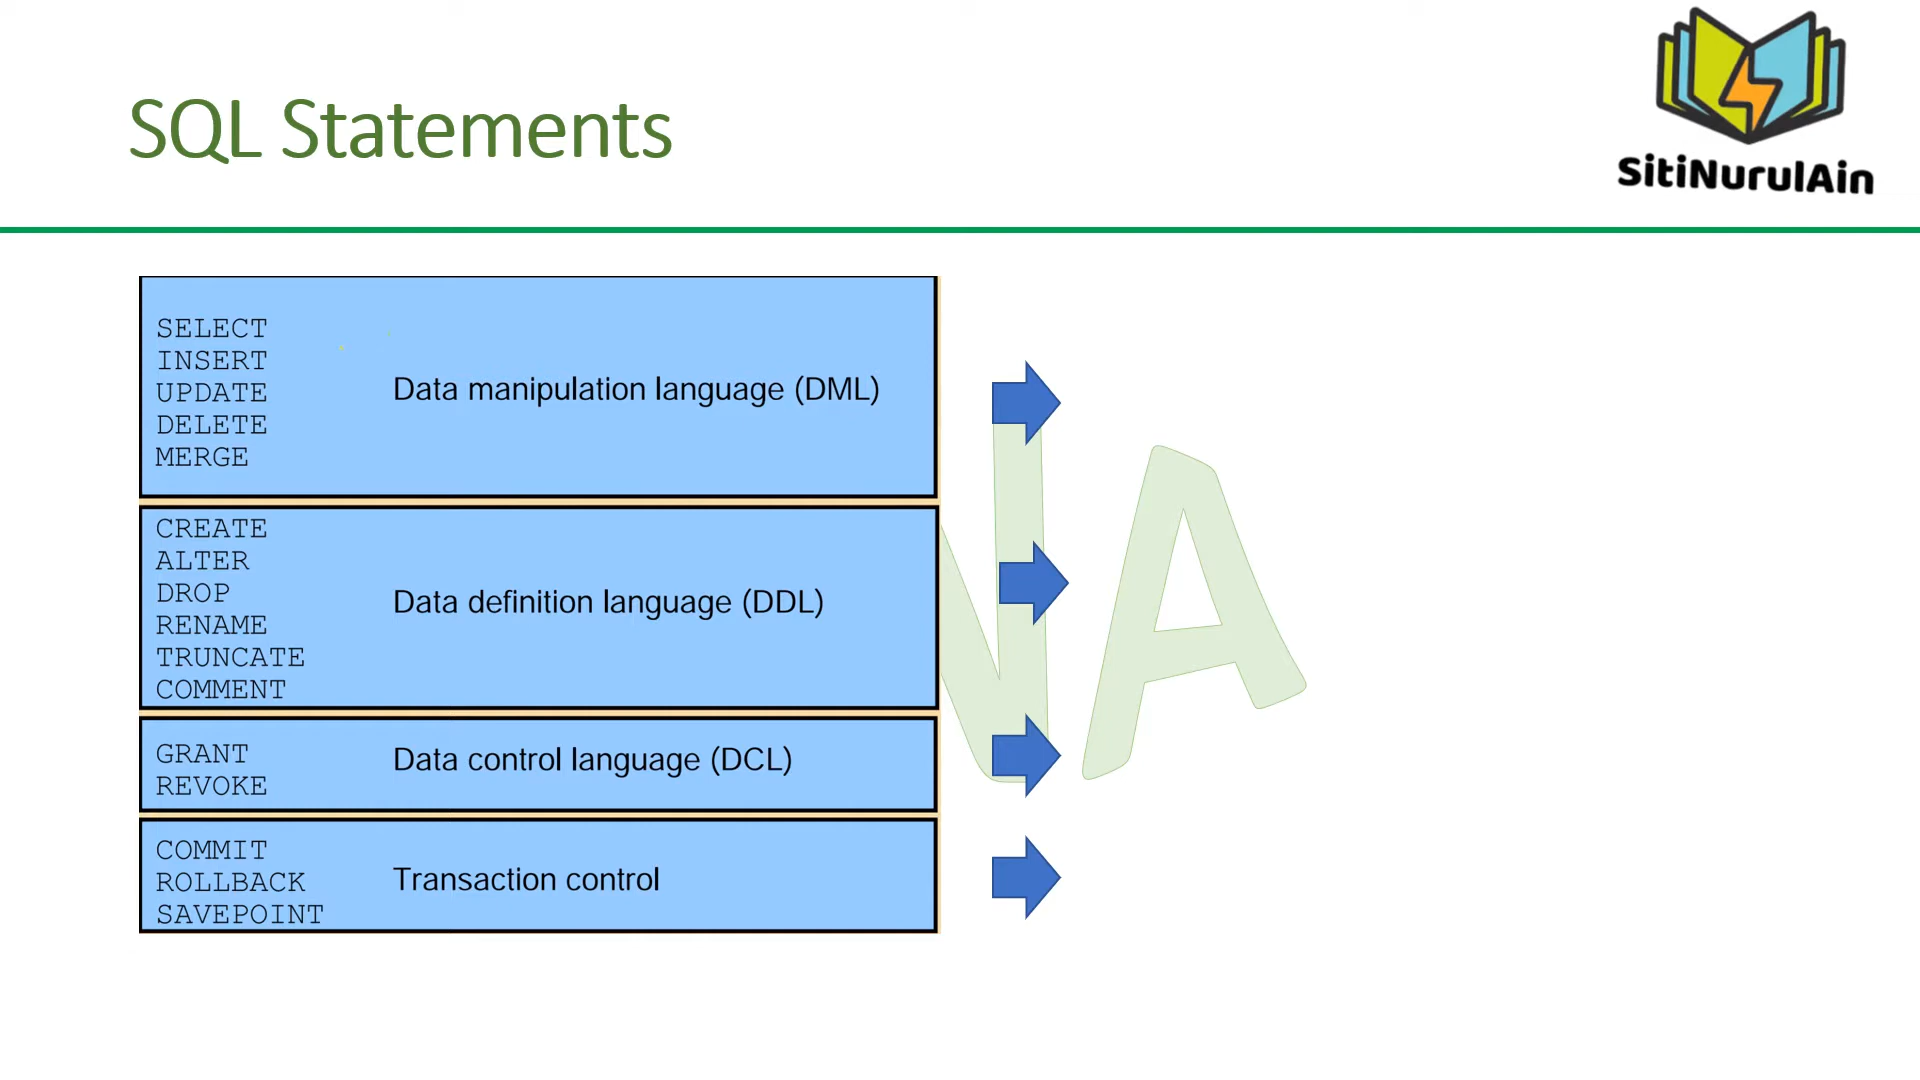 SQL Statements
SitiNurulAin
SELECT
INSERT
UPDATE
DELETE
MERGE
Data manipulation language (DML)
CREATE
ALTER
DROP
RENAME
TRUNCATE
COMMENT
Data definition language (DDL)
GRANT
REVOKE
Data control language (DCL)
COMMIT
ROLLBACK
SAVEPOINT
Transaction control
NA